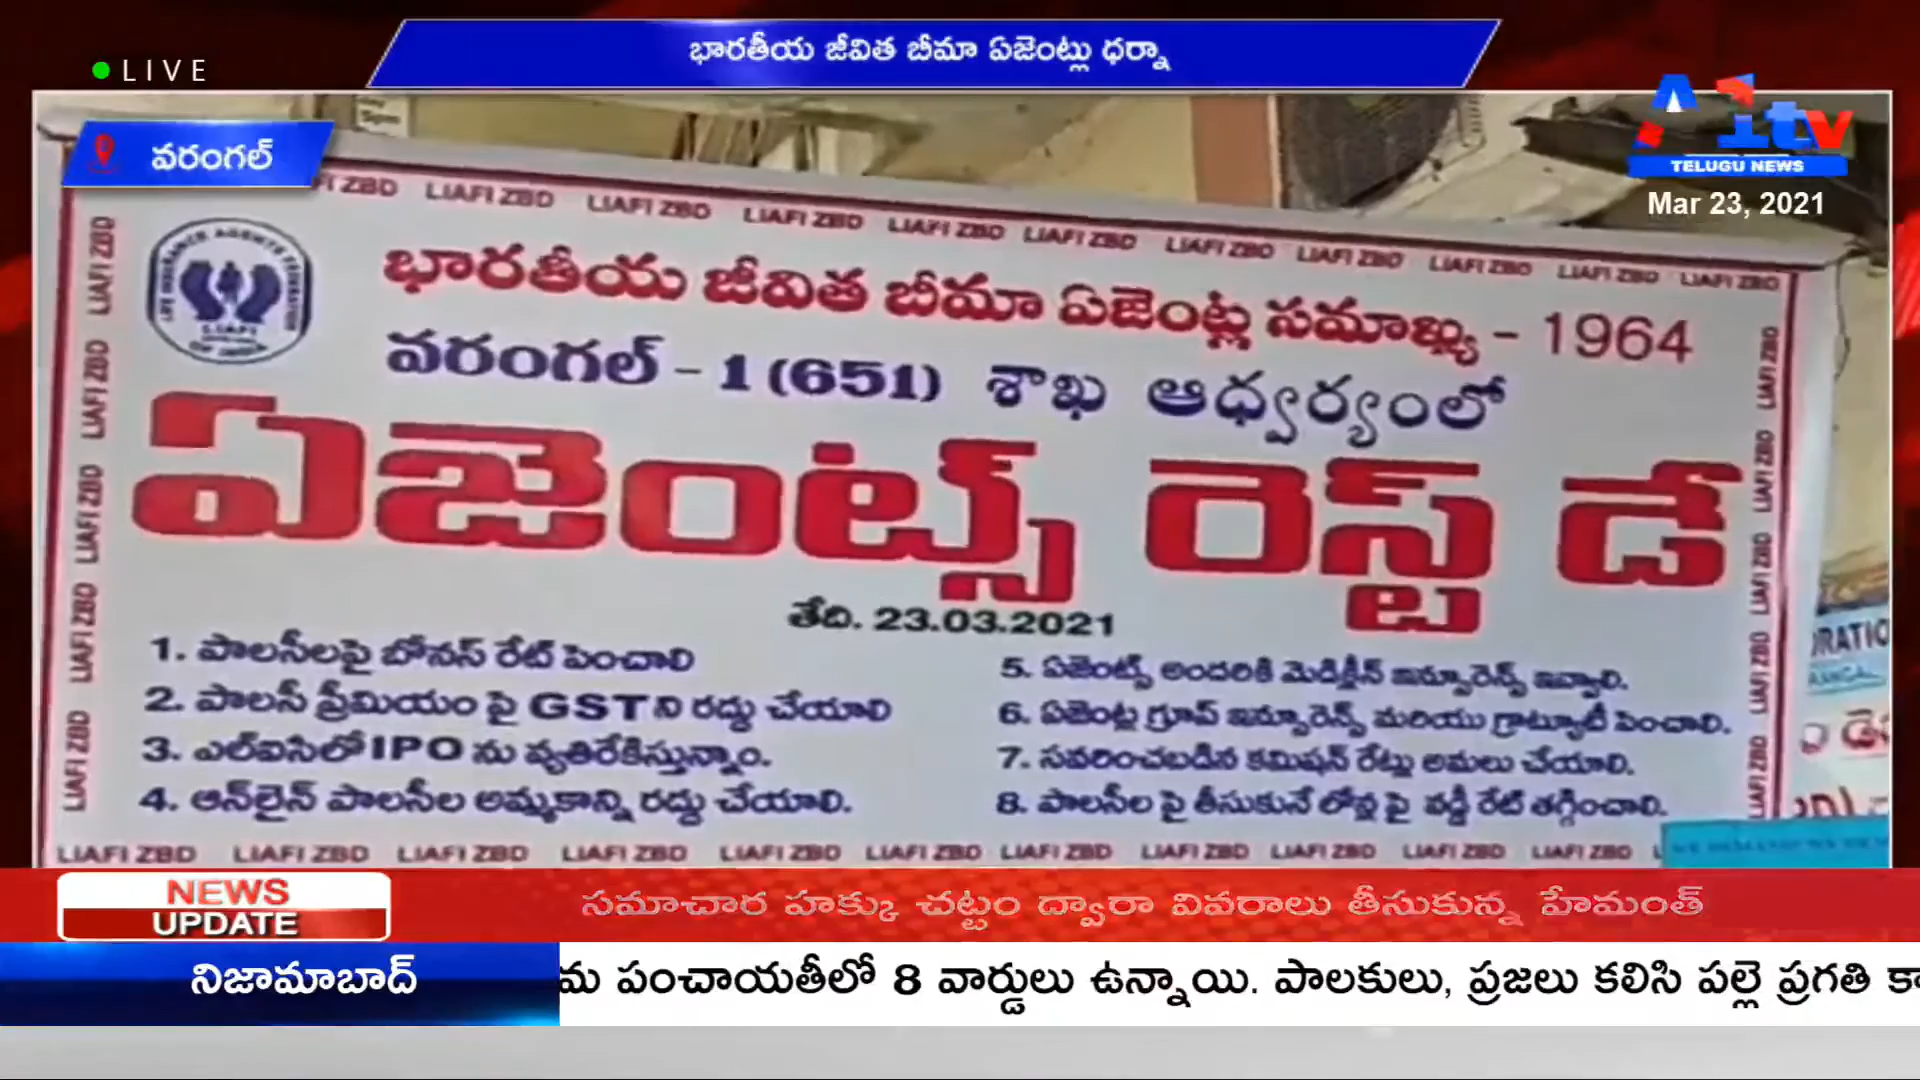 LIVE
భారతీయ జీవిత బీమా ఏజెంట్లు ధర్నా
వరంగల్
A1tv
TELUGU NEWS
Mar 23, 2021
LIAFI ZBD LIAFI ZBD LIAFI ZBD LIAFI ZBD LIAFI ZBD LIAFI ZBD LIAFI ZBD LIAFI ZBD LIAFI ZBD LIAFI ZBD
భారతీయ జీవిత బీమా ఏజెంట్ల సమాఖ్య - 1964
వరంగల్ - 1 (651) శాఖ ఆధ్వర్యంలో
ఏజెంట్స్ రెస్ట్ డే
తేది. 23.03.2021
1. పాలసీలపై బోనస్ రేట్ పెంచాలి
2. పాలసీ ప్రీమియం పై GST ని రద్దు చేయాలి
3. ఎల్ఐసిలో IPO ను వ్యతిరేకిస్తున్నాం.
4. ఆన్‌లైన్ పాలసీల అమ్మకాన్ని రద్దు చేయాలి.
5. ఏజెంట్స్ అందరికి మెడిక్లీన్ ఇన్సూరెన్స్ ఇవ్వాలి.
6. ఏజెంట్ల గ్రూప్ ఇన్సూరెన్స్ మరియు గ్రాట్యూటీ పెంచాలి.
7. సవరించబడిన కమిషన్ రేట్లు అమలు చేయాలి.
8. పాలసీల పై తీసుకునే లోన్ల పై వడ్డీ రేట్ తగ్గించాలి.
LIAFI ZBD LIAFI ZBD LIAFI ZBD LIAFI ZBD LIAFI ZBD LIAFI ZBD LIAFI ZBD LIAFI ZBD LIAFI ZBD LIAFI ZBD LIAFI ZBD
NEWS
UPDATE
సమాచార హక్కు చట్టం ద్వారా వివరాలు తీసుకున్న హేమంత్
నిజామాబాద్
మ పంచాయతీలో 8 వార్డులు ఉన్నాయి. పాలకులు, ప్రజలు కలిసి పల్లె ప్రగతి కా